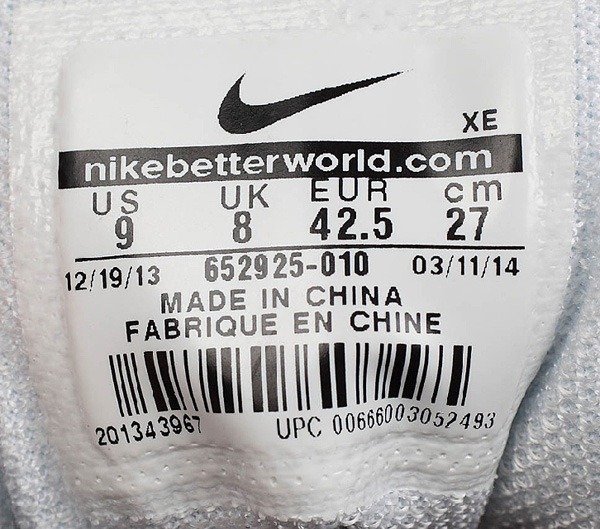 XE
nikebetterworld.com
US UK EUR cm
9 8 42.5 27
12/19/13 652925-010 03/11/14
MADE IN CHINA
FABRIQUE EN CHINE
201343967 UPC 00666003052493